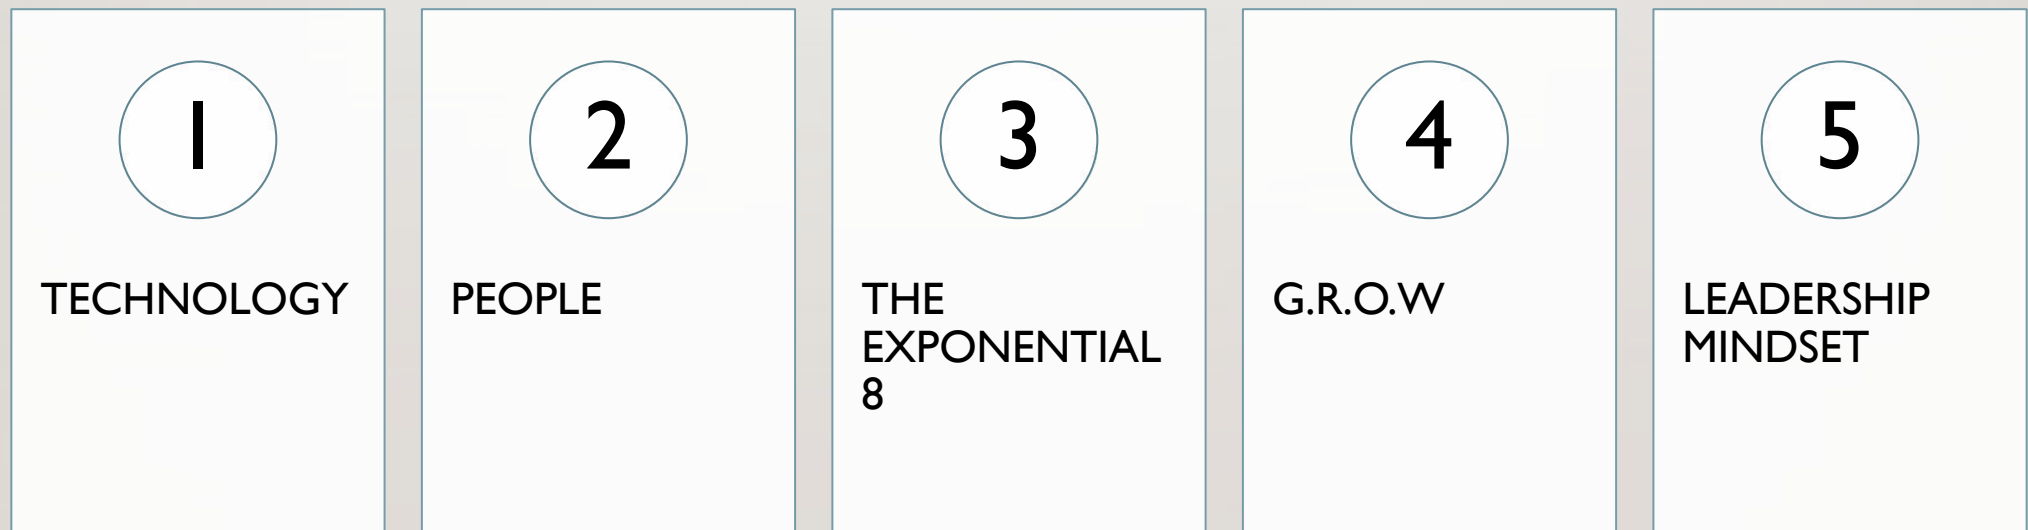 1
TECHNOLOGY
2
PEOPLE
3
THE
EXPONENTIAL
8
4
G.R.O.W
5
LEADERSHIP
MINDSET